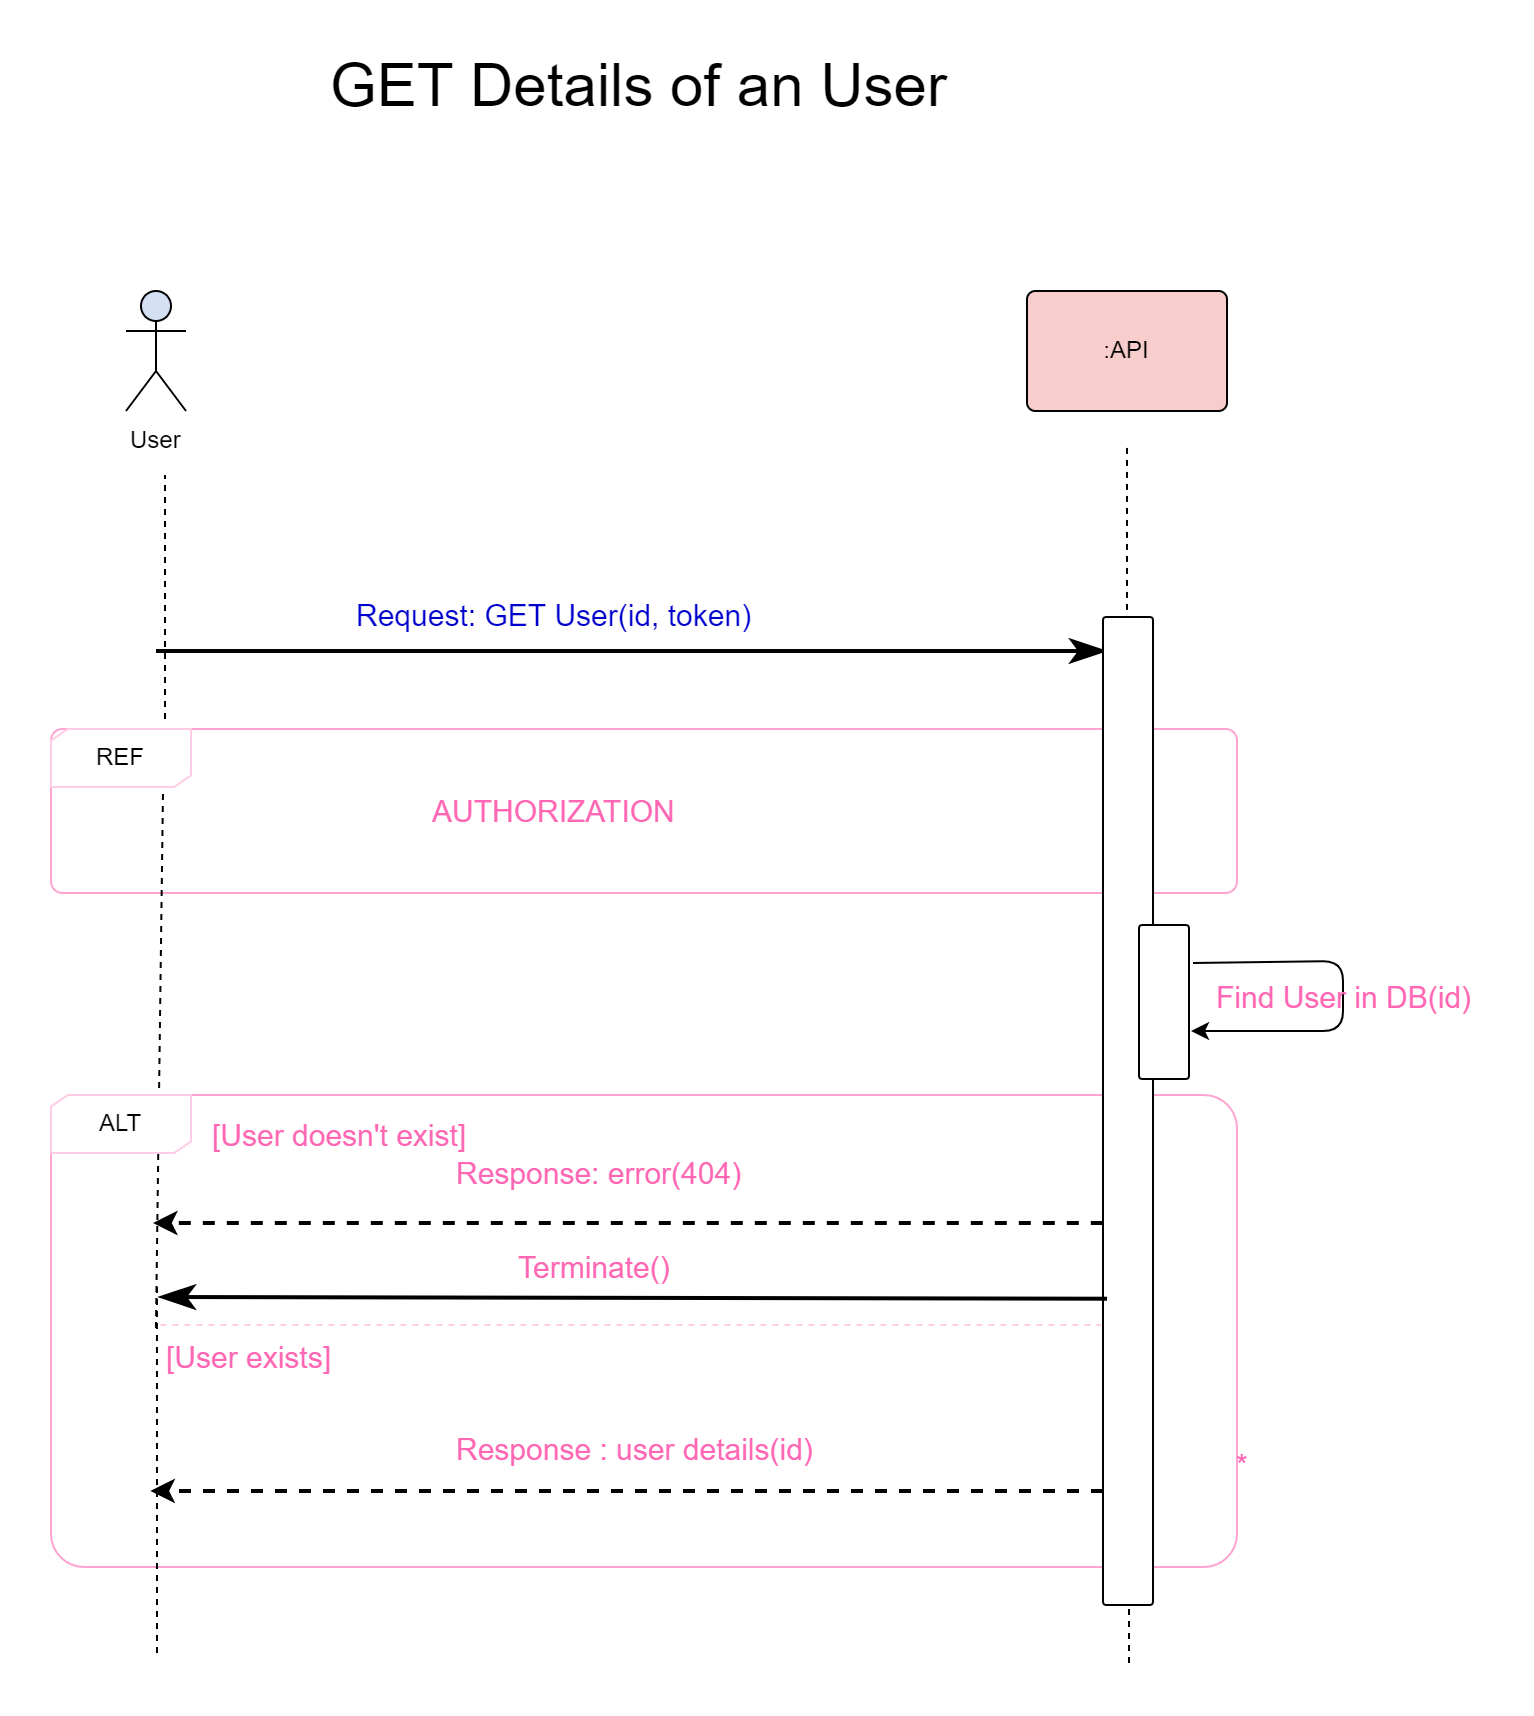 GET Details of an User
:API
User
Request: GET User(id, token)
REF
AUTHORIZATION
Find User in DB(id)
ALT
[User doesn't exist]
Response: error(404)
Terminate()
[User exists]
Response : user details(id)
*